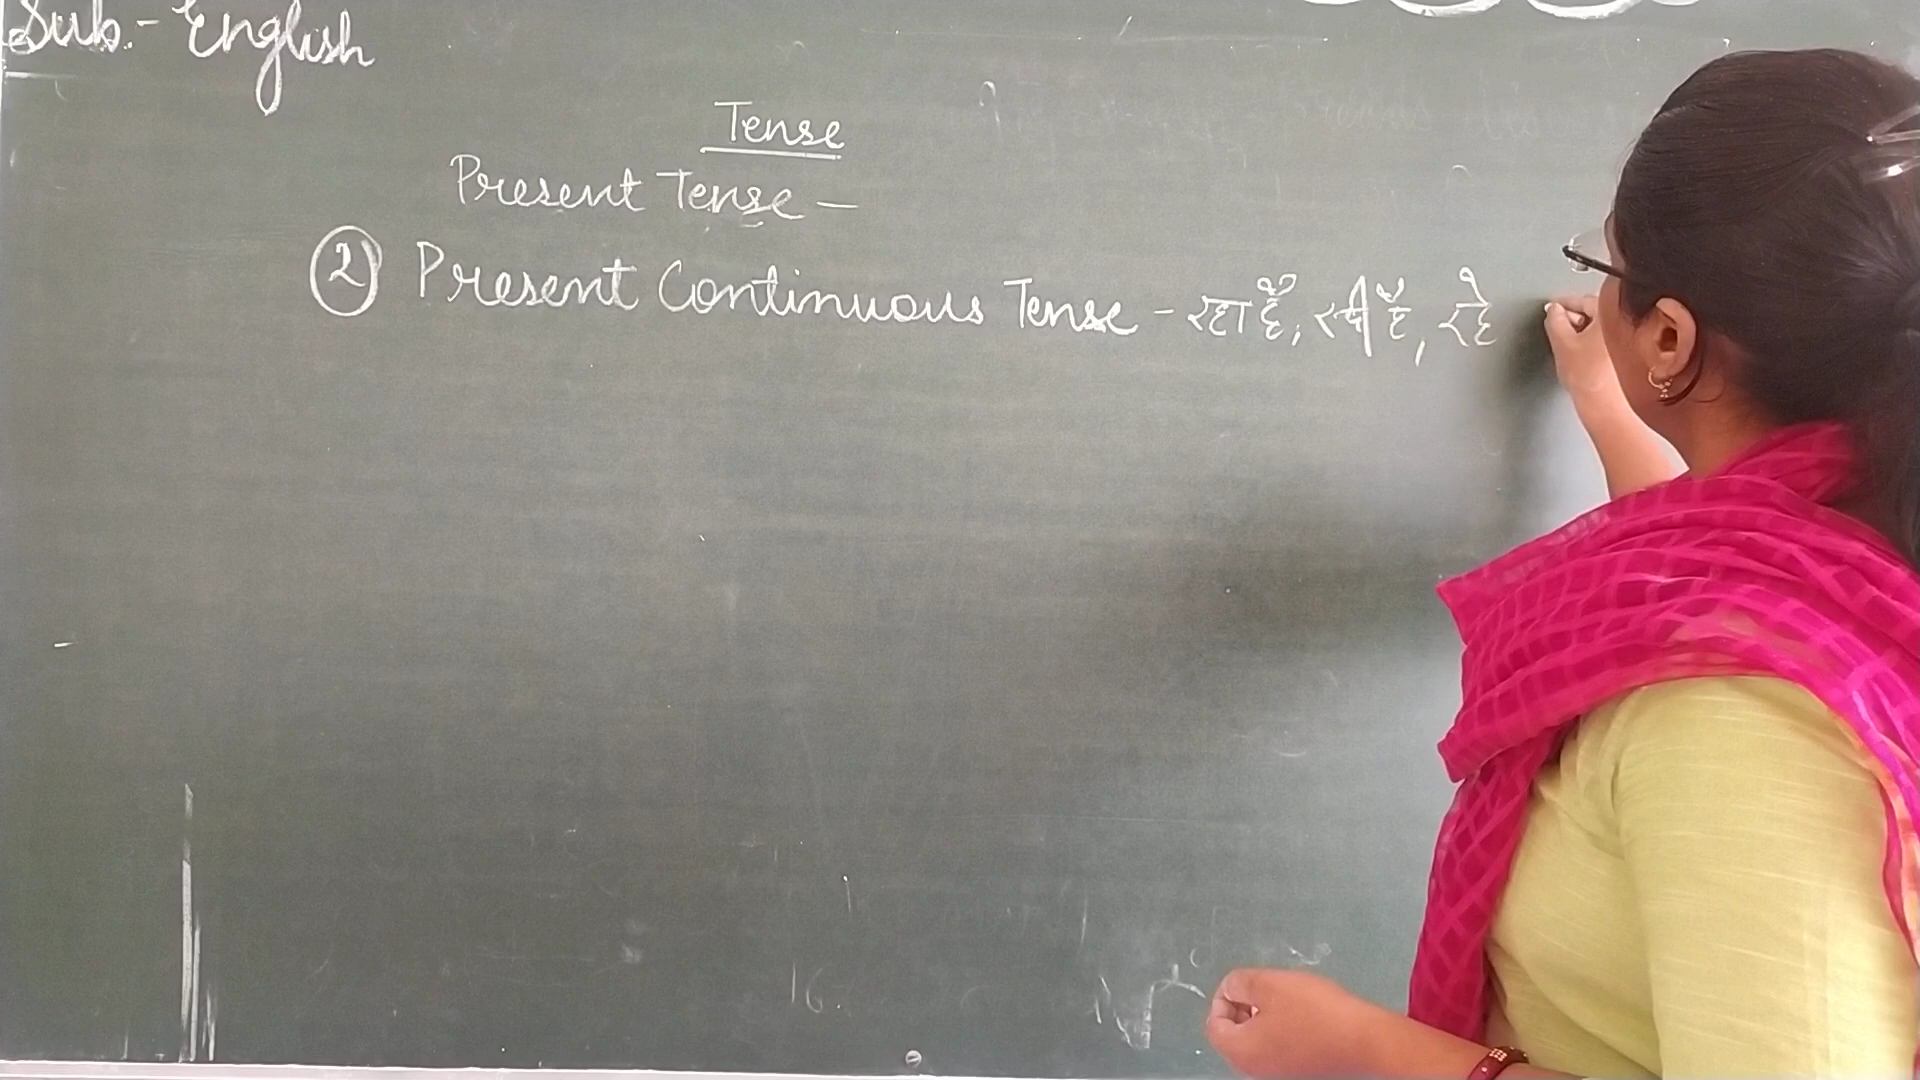 Sub.- English
Tense
Present Tense —
② Present Continuous Tense - रहा है, रही है, रहे